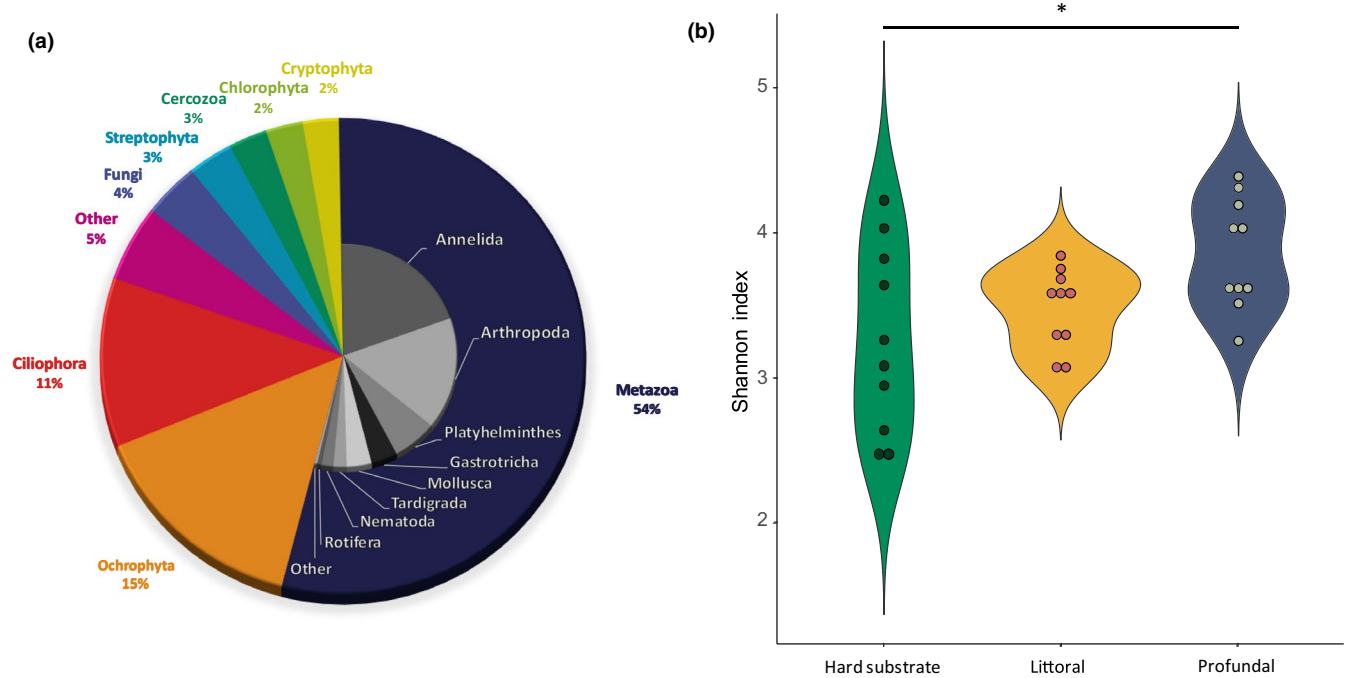 (a)
Cryptophyta
2%
Chlorophyta
2%
Cercozoa
3%
Streptophyta
3%
Fungi
4%
Other
5%
Ciliophora
11%
Ochrophyta
15%
Metazoa
54%
Annelida
Arthropoda
Platyhelminthes
Gastrotricha
Mollusca
Tardigrada
Nematoda
Rotifera
Other
(b)
*
Shannon index
5
4
3
2
Hard substrate
Littoral
Profundal